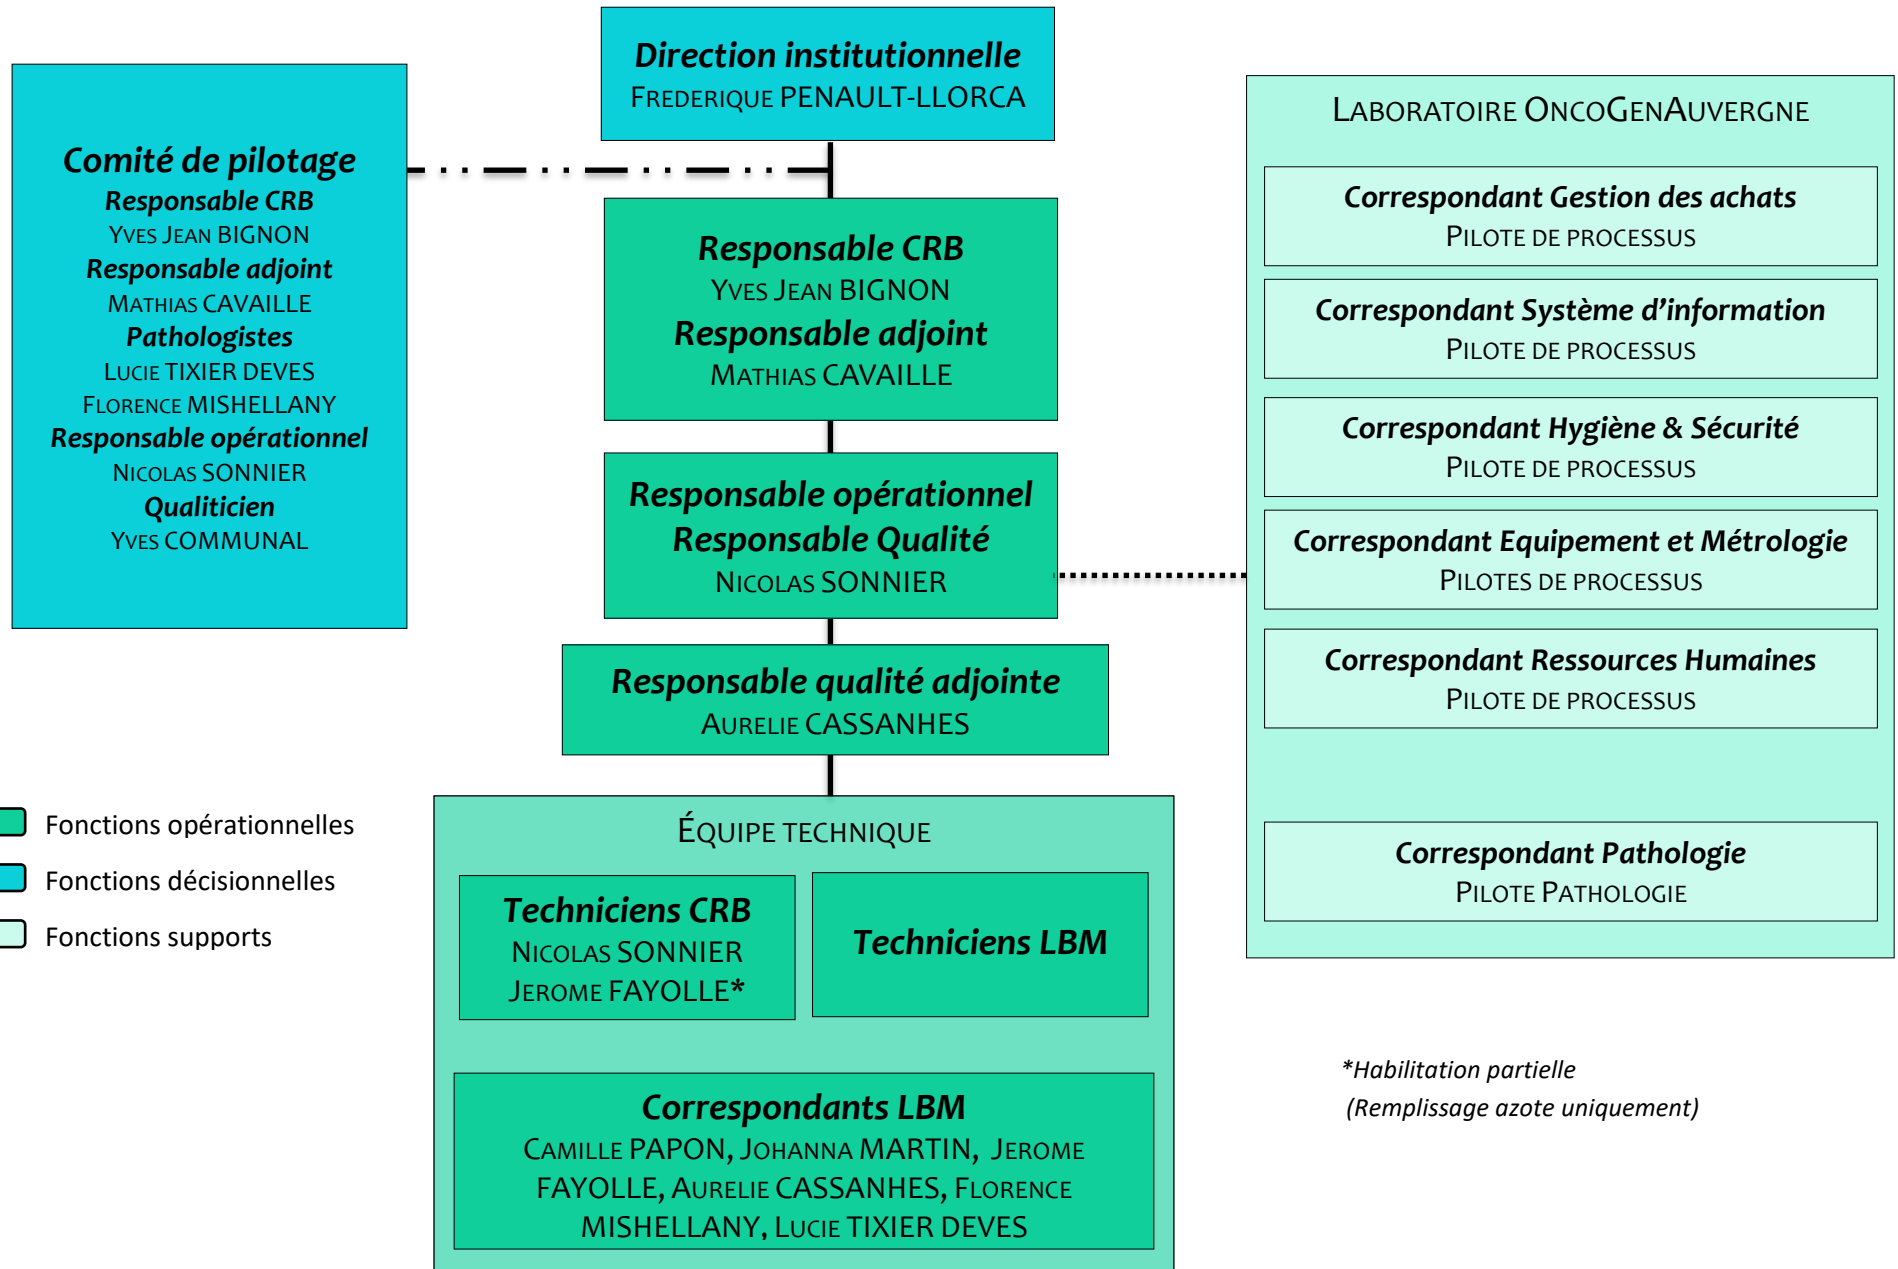 Direction institutionnelle
FREDERIQUE PENAULT-LLORCA
Comité de pilotage
Responsable CRB
YVES JEAN BIGNON
Responsable adjoint
MATHIAS CAVAILLE
Pathologistes
LUCIE TIXIER DEVES
FLORENCE MISHELLANY
Responsable opérationnel
NICOLAS SONNIER
Qualiticien
YVES COMMUNAL
Responsable CRB
YVES JEAN BIGNON
Responsable adjoint
MATHIAS CAVAILLE
Responsable opérationnel
Responsable Qualité
NICOLAS SONNIER
Responsable qualité adjointe
AURELIE CASSANHES
ÉQUIPE TECHNIQUE
Techniciens CRB
NICOLAS SONNIER
JEROME FAYOLLE*
Techniciens LBM
Correspondants LBM
CAMILLE PAPON, JOHANNA MARTIN, JEROME
FAYOLLE, AURELIE CASSANHES, FLORENCE
MISHELLANY, LUCIE TIXIER DEVES
LABORATOIRE ONCOGENAUVERGNE
Correspondant Gestion des achats
PILOTE DE PROCESSUS
Correspondant Système d'information
PILOTE DE PROCESSUS
Correspondant Hygiène & Sécurité
PILOTE DE PROCESSUS
Correspondant Equipement et Métrologie
PILOTES DE PROCESSUS
Correspondant Ressources Humaines
PILOTE DE PROCESSUS
Correspondant Pathologie
PILOTE PATHOLOGIE
Fonctions opérationnelles
Fonctions décisionnelles
Fonctions supports
*Habilitation partielle
(Remplissage azote uniquement)